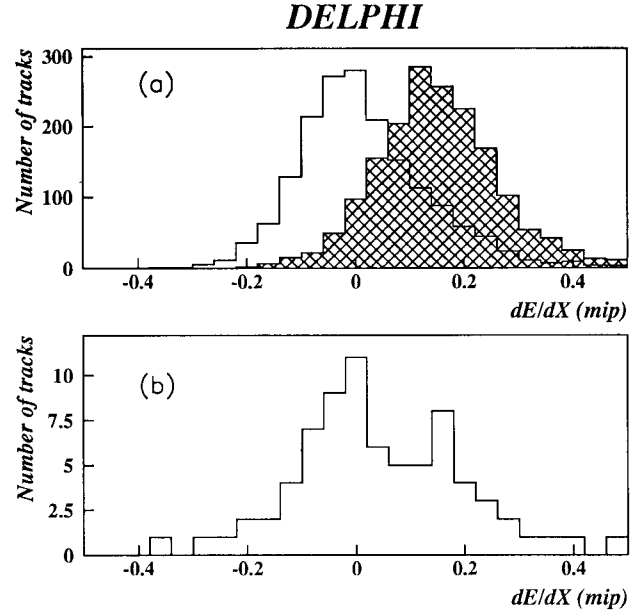 DELPHI
Number of tracks
300
200
100
0
(a)
-0.4 -0.2 0 0.2 0.4
dE/dX (mip)
Number of tracks
10
7.5
5
2.5
0
(b)
-0.4 -0.2 0 0.2 0.4
dE/dX (mip)